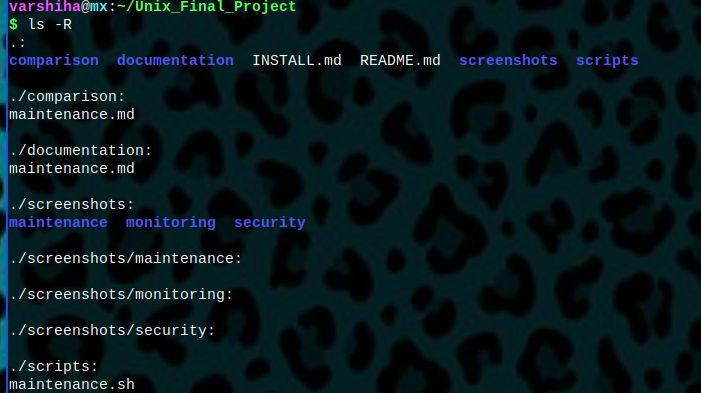 varshiha@mx:~/Unix_Final_Project
$ ls -R
.:
comparison  documentation  INSTALL.md  README.md  screenshots  scripts
./comparison:
maintenance.md
./documentation:
maintenance.md
./screenshots:
maintenance  monitoring  security
./screenshots/maintenance:
./screenshots/monitoring:
./screenshots/security:
./scripts:
maintenance.sh